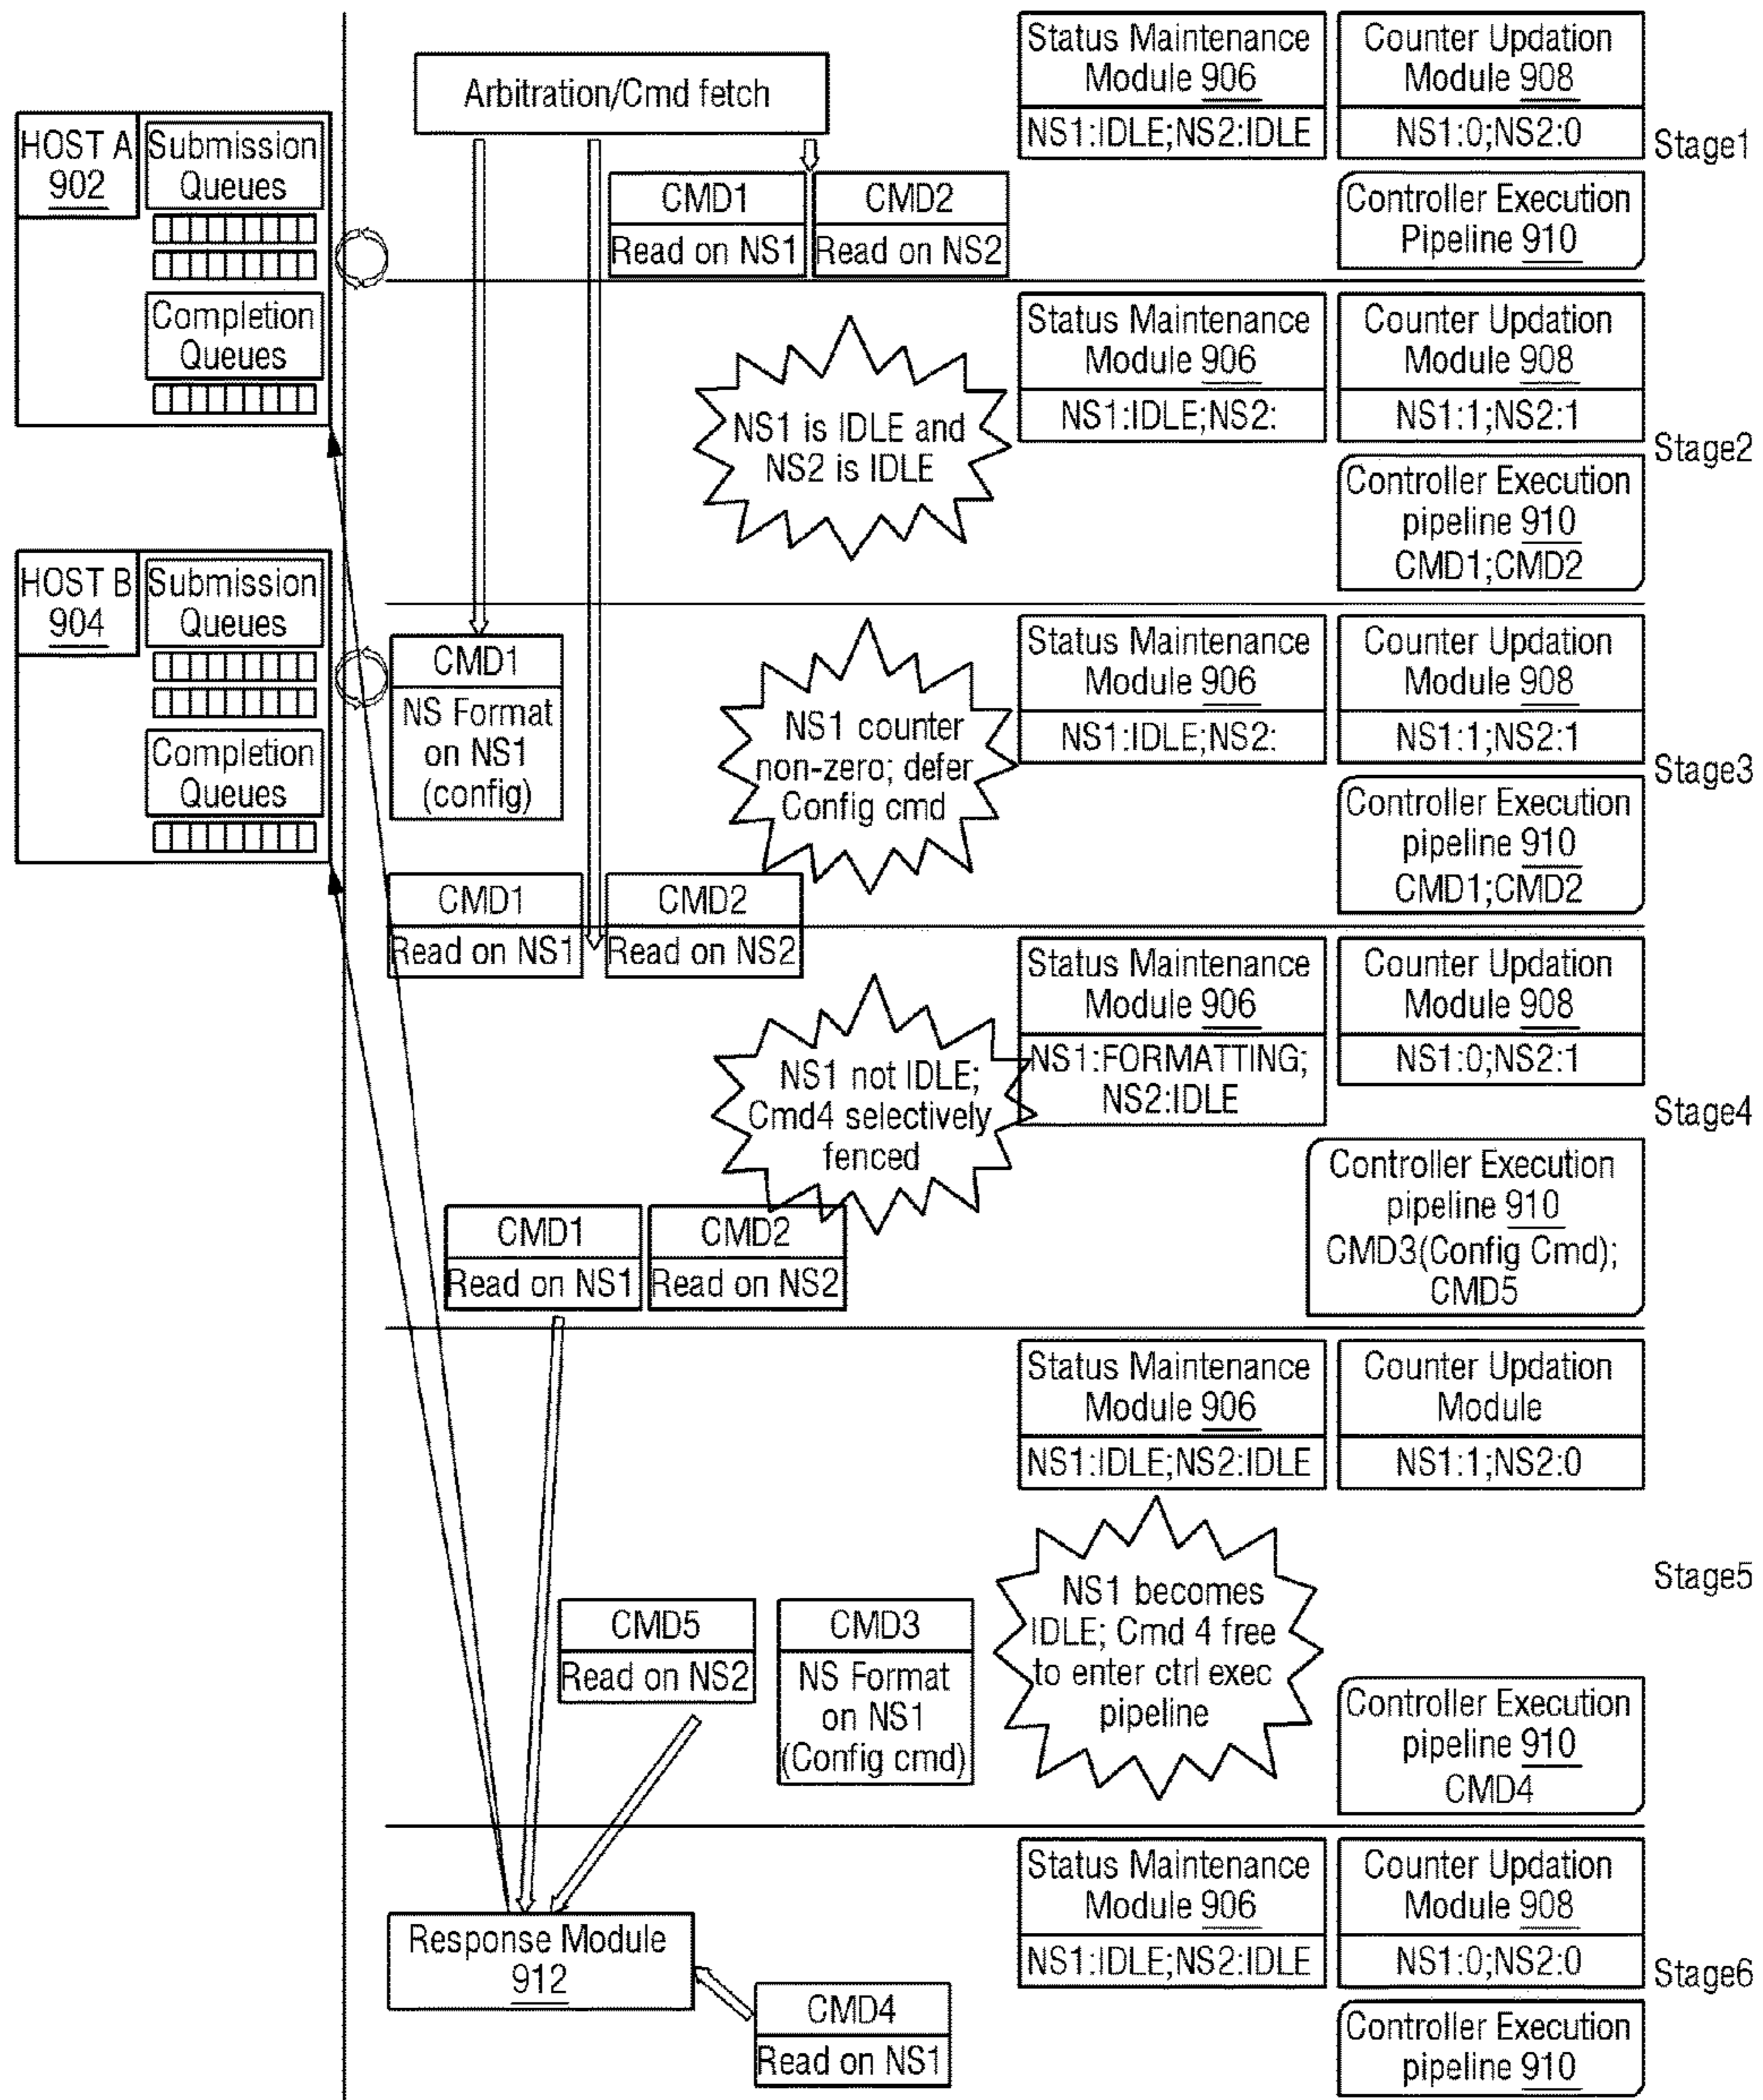 Arbitration/Cmd fetch
HOST A
902
Submission
Queues
Completion
Queues
HOST B
904
Submission
Queues
Completion
Queues
CMD1
Read on NS1
CMD2
Read on NS2
Status Maintenance
Module 906
NS1:IDLE;NS2:IDLE
Counter Updation
Module 908
NS1:0;NS2:0
Controller Execution
Pipeline 910
Stage1
NS1 is IDLE and
NS2 is IDLE
Status Maintenance
Module 906
NS1:IDLE;NS2:
Counter Updation
Module 908
NS1:1;NS2:1
Controller Execution
pipeline 910
CMD1;CMD2
Stage2
CMD1
NS Format
on NS1
(config)
NS1 counter
non-zero; defer
Config cmd
Status Maintenance
Module 906
NS1:IDLE;NS2:
Counter Updation
Module 908
NS1:1;NS2:1
Controller Execution
pipeline 910
CMD1;CMD2
Stage3
CMD1
Read on NS1
CMD2
Read on NS2
NS1 not IDLE;
Cmd4 selectively
fenced
Status Maintenance
Module 906
NS1:FORMATTING;
NS2:IDLE
Counter Updation
Module 908
NS1:0;NS2:1
Controller Execution
pipeline 910
CMD3(Config Cmd);
CMD5
Stage4
CMD1
Read on NS1
CMD2
Read on NS2
Status Maintenance
Module 906
NS1:IDLE;NS2:IDLE
Counter Updation
Module
NS1:1;NS2:0
CMD5
Read on NS2
CMD3
NS Format
on NS1
(Config cmd)
NS1 becomes
IDLE; Cmd 4 free
to enter ctrl exec
pipeline
Controller Execution
pipeline 910
CMD4
Stage5
Response Module
912
CMD4
Read on NS1
Status Maintenance
Module 906
NS1:IDLE;NS2:IDLE
Counter Updation
Module 908
NS1:0;NS2:0
Controller Execution
pipeline 910
Stage6